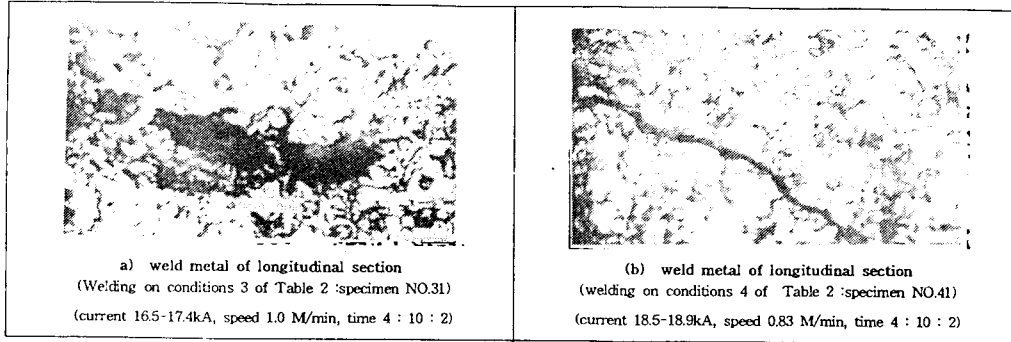 a) weld metal of longitudinal section
(Welding on conditions 3 of Table 2 :specimen NO.31)
(current 16.5-17.4kA, speed 1.0 M/min, time 4 : 10 : 2)
(b) weld metal of longitudinal section
(welding on conditions 4 of Table 2 :specimen NO.41)
(current 18.5-18.9kA, speed 0.83 M/min, time 4 : 10 : 2)